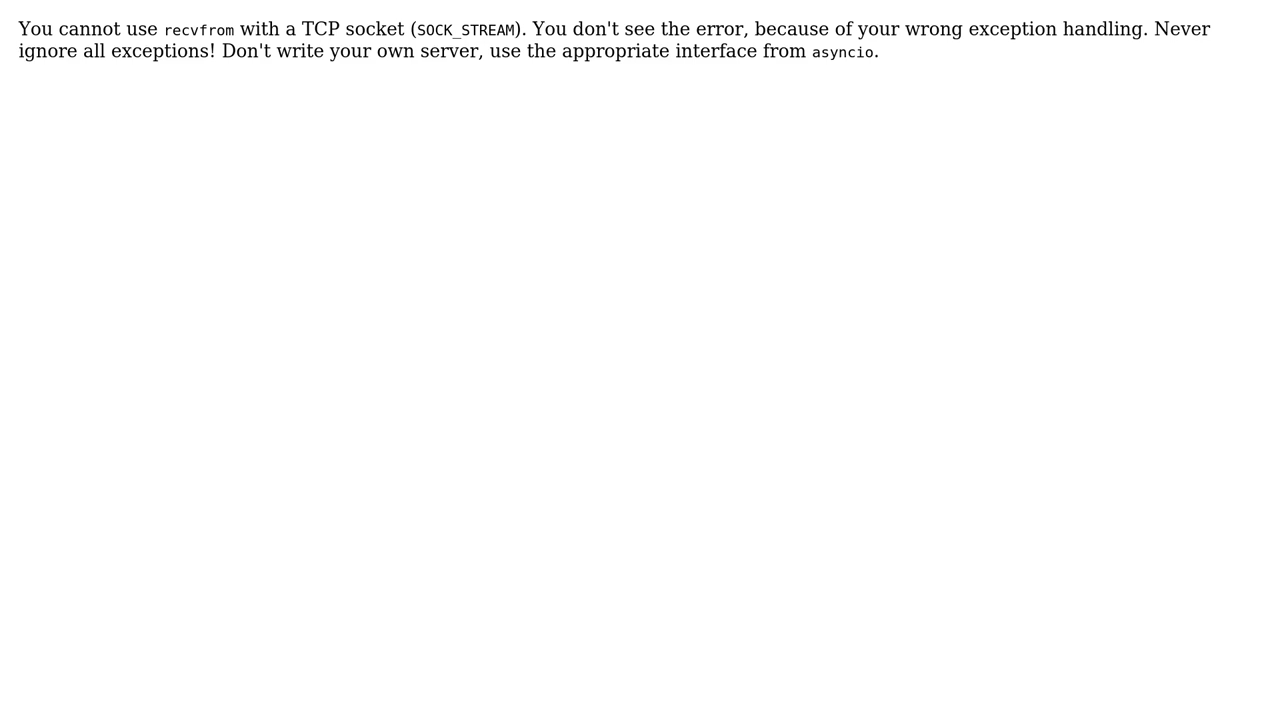 You cannot use recvfrom with a TCP socket (SOCK_STREAM). You don't see the error, because of your wrong exception handling. Never
ignore all exceptions! Don't write your own server, use the appropriate interface from asyncio.